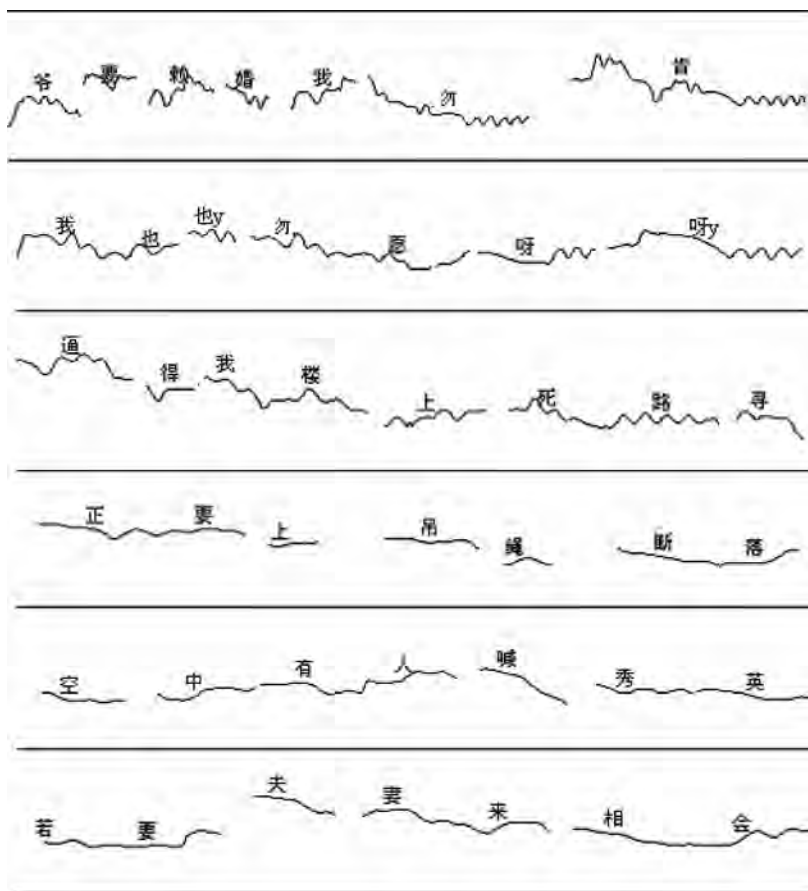 爷要賴婚我勿肯
我也也y勿愿呀呀y
逼得我楼上死路寻
正要上吊繩断落
空中有人喊秀英
若要夫妻来相会